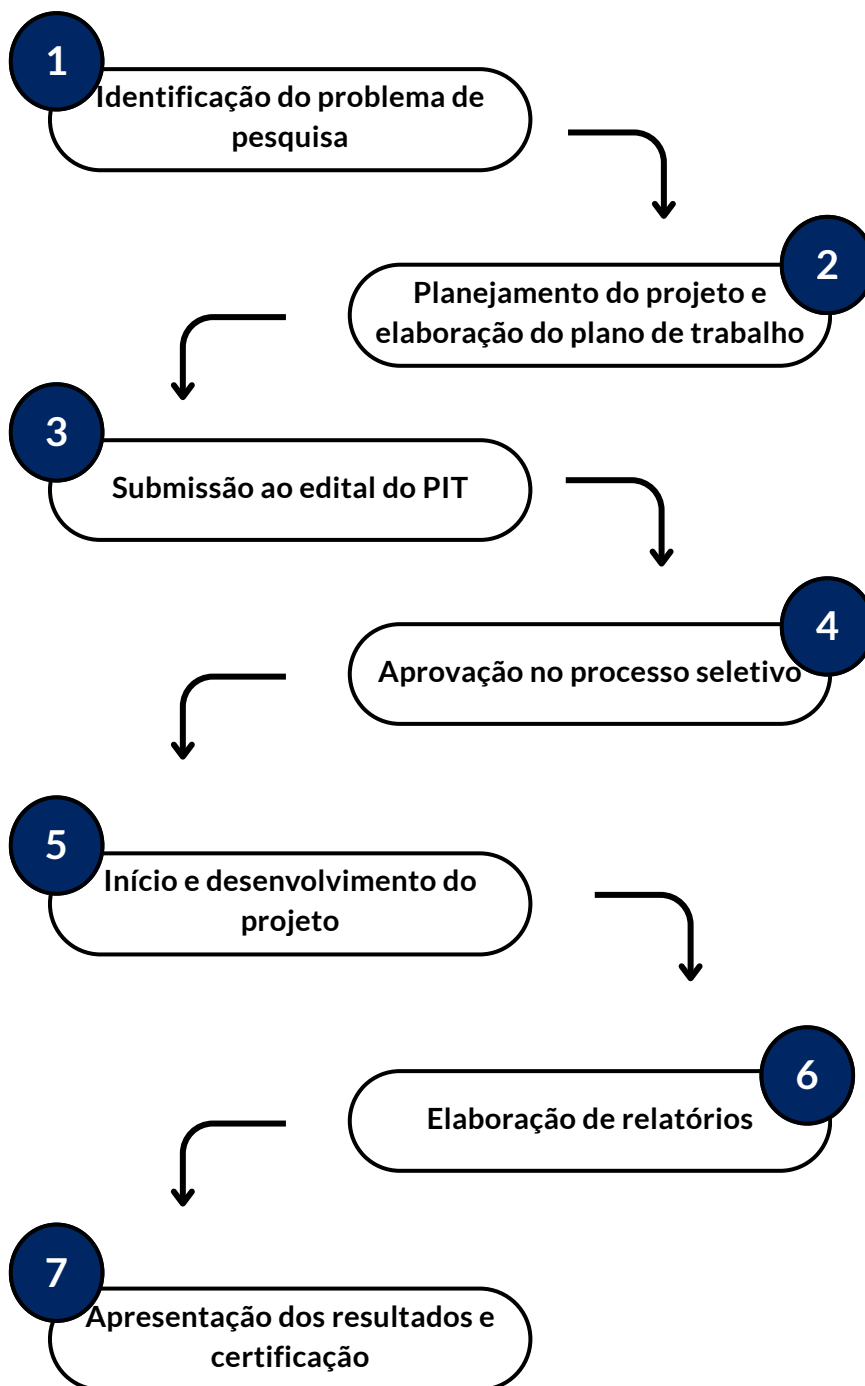 1
Identificação do problema de
pesquisa
2
Planejamento do projeto e
elaboração do plano de trabalho
3
Submissão ao edital do PIT
4
Aprovação no processo seletivo
5
Início e desenvolvimento do
projeto
6
Elaboração de relatórios
7
Apresentação dos resultados e
certificação